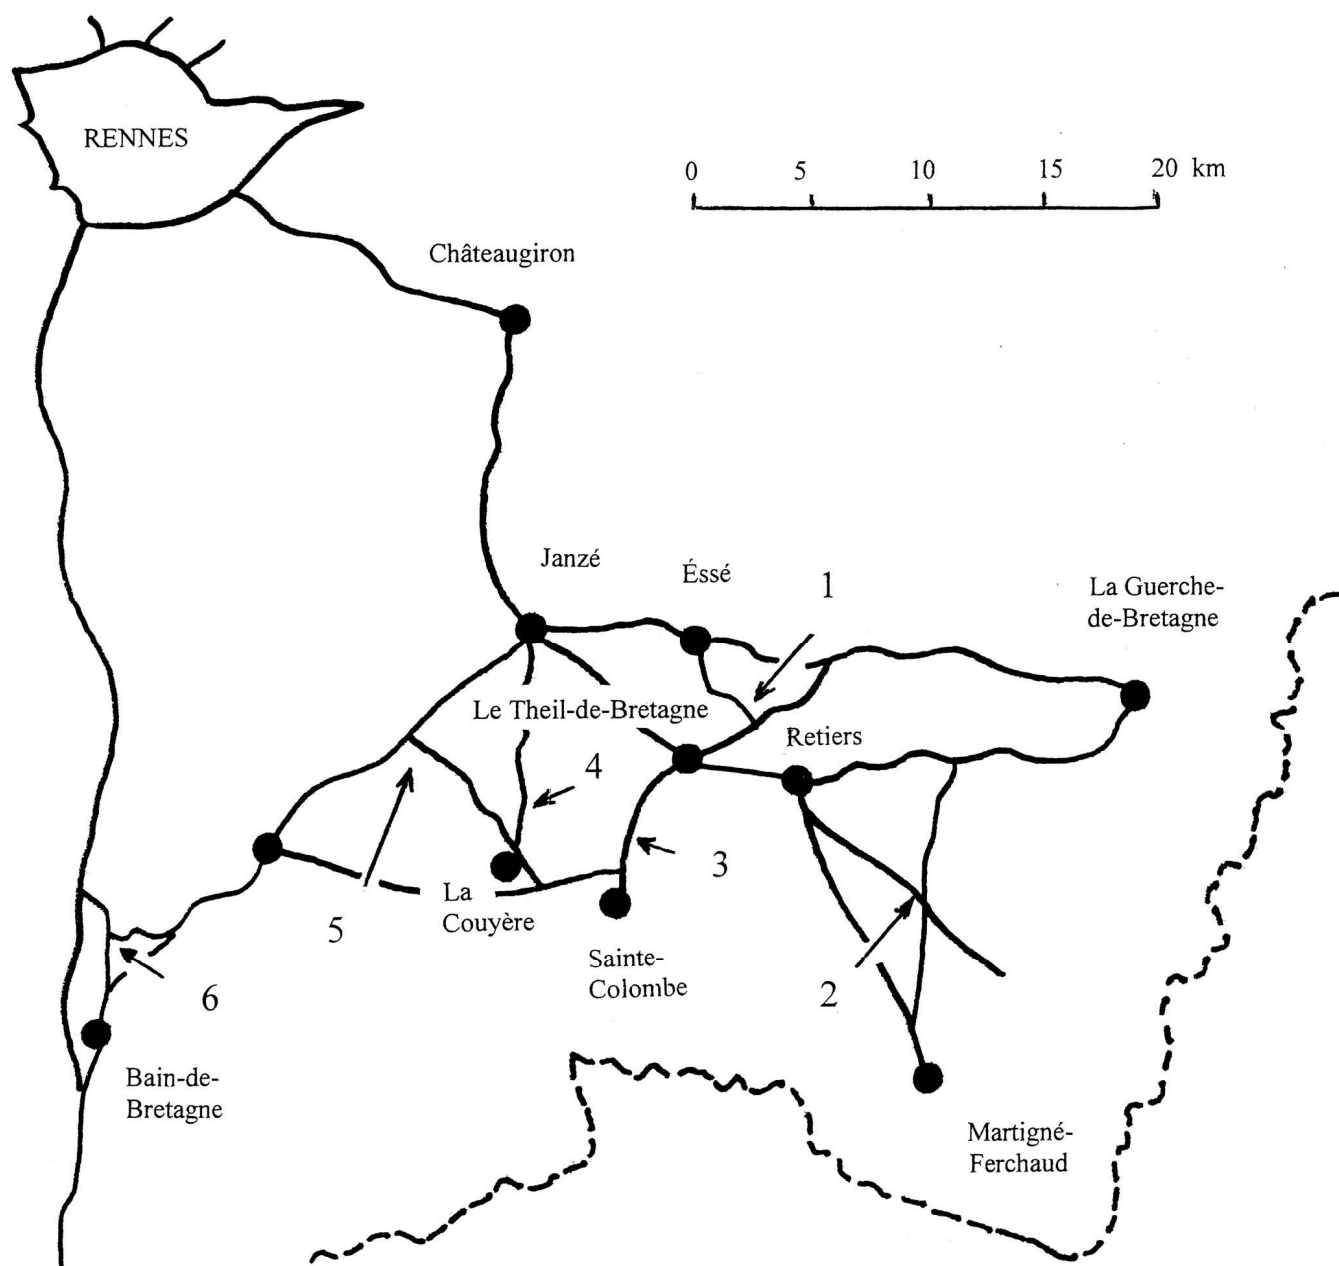 RENNES
0 5 10 15 20 km
Châteaugiron
Janzé
Éssé
1
La Guerche-
de-Bretagne
Le Theil-de-Bretagne
Retiers
4
3
La
Couyère
5
Sainte-
Colombe
2
6
Bain-de-
Bretagne
Martigné-
Ferchaud